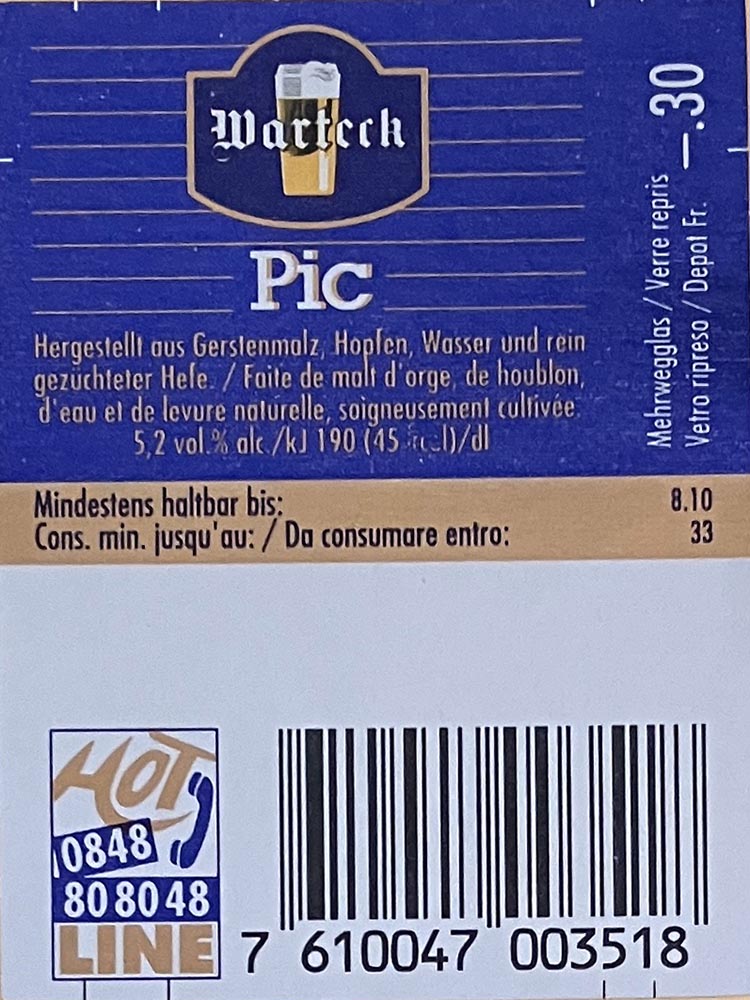 Warteck
Pic
Hergestellt aus Gerstenmalz, Hopfen, Wasser und rein
gezüchteter Hefe. / Faite de malt d'orge, de houblon,
d'eau et de levure naturelle, soigneusement cultivée.
5,2 vol.% alc./kJ 190 (45 kcal)/dl
Mehrwegglas / Verre repris
Vetro ripreso / Depot Fr. –.30
Mindestens haltbar bis: 8.10
Cons. min. jusqu'au: / Da consumare entro: 33
HOT
0848
80 80 48
LINE
7 610047 003518